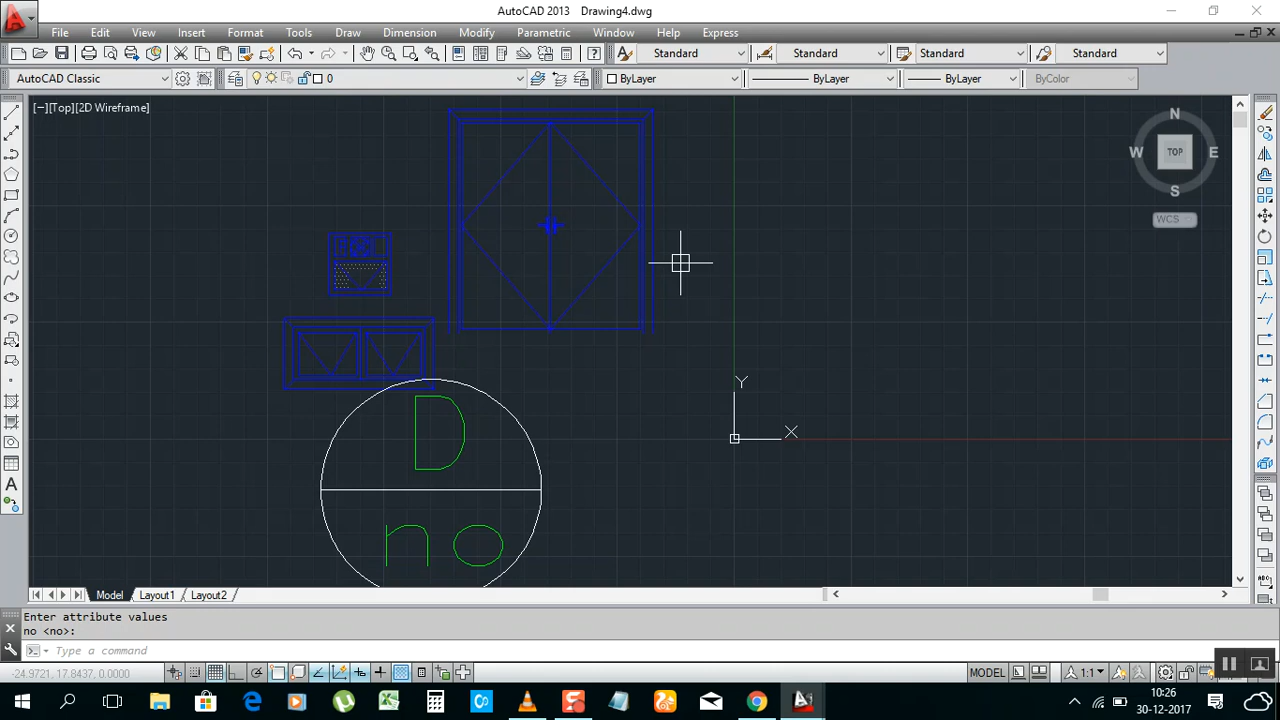 AutoCAD 2013 Drawing4.dwg
File Edit View Insert Format Tools Draw Dimension Modify Parametric Window Help Express
Standard Standard Standard Standard
AutoCAD Classic 0 ByLayer ByLayer ByLayer ByColor
[−][Top][2D Wireframe]
N
W TOP E
S
WCS
Y
X
D
no
Model Layout1 Layout2
Enter attribute values
no <no>:
Type a command
-24.9721, 17.8437, 0.0000 MODEL 1:1
10:26
30-12-2017